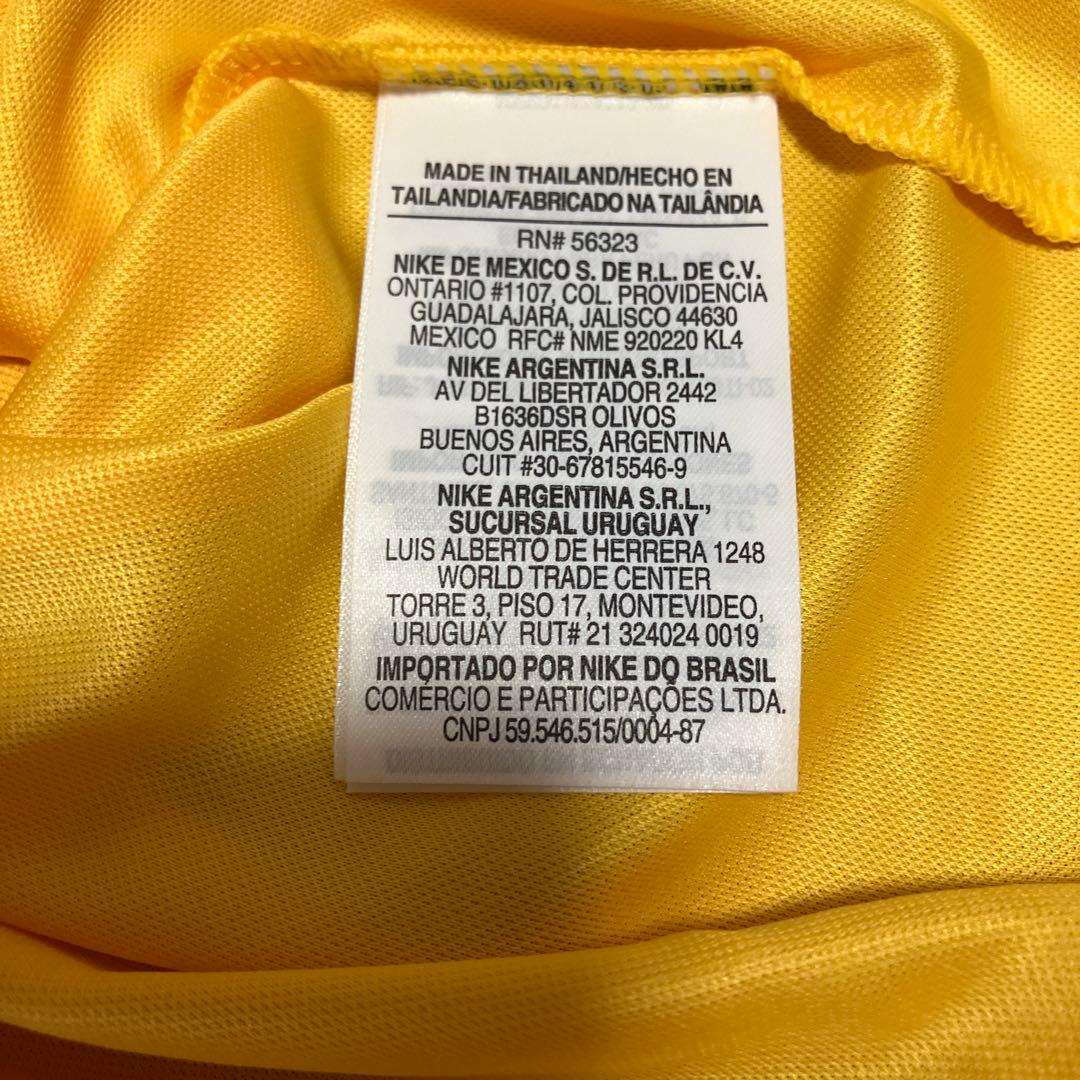 MADE IN THAILAND/HECHO EN
TAILANDIA/FABRICADO NA TAILÂNDIA
RN# 56323
NIKE DE MEXICO S. DE R.L. DE C.V.
ONTARIO #1107, COL. PROVIDENCIA
GUADALAJARA, JALISCO 44630
MEXICO RFC# NME 920220 KL4
NIKE ARGENTINA S.R.L.
AV DEL LIBERTADOR 2442
B1636DSR OLIVOS
BUENOS AIRES, ARGENTINA
CUIT #30-67815546-9
NIKE ARGENTINA S.R.L.,
SUCURSAL URUGUAY
LUIS ALBERTO DE HERRERA 1248
WORLD TRADE CENTER
TORRE 3, PISO 17, MONTEVIDEO,
URUGUAY RUT# 21 324024 0019
IMPORTADO POR NIKE DO BRASIL
COMÉRCIO E PARTICIPAÇÕES LTDA.
CNPJ 59.546.515/0004-87